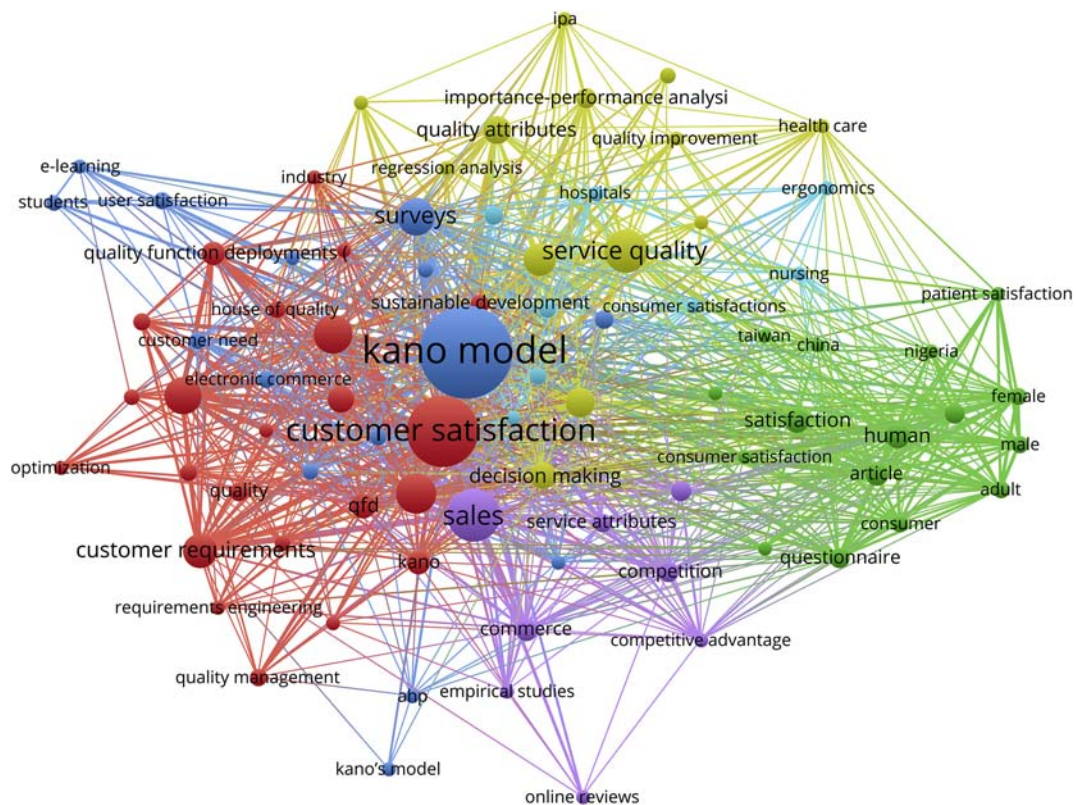 ipa
importance-performance analysi
quality attributes
quality improvement
health care
e-learning
regression analysis
industry
students
user satisfaction
hospitals
ergonomics
surveys
quality function deployments
service quality
nursing
patient satisfaction
house of quality
sustainable development
consumer satisfactions
customer need
taiwan
china
kano model
nigeria
electronic commerce
female
customer satisfaction
satisfaction
human
male
optimization
consumer satisfaction
decision making
article
quality
adult
qfd
sales
service attributes
consumer
customer requirements
kano
questionnaire
competition
requirements engineering
commerce
competitive advantage
quality management
ahp
empirical studies
kano's model
online reviews